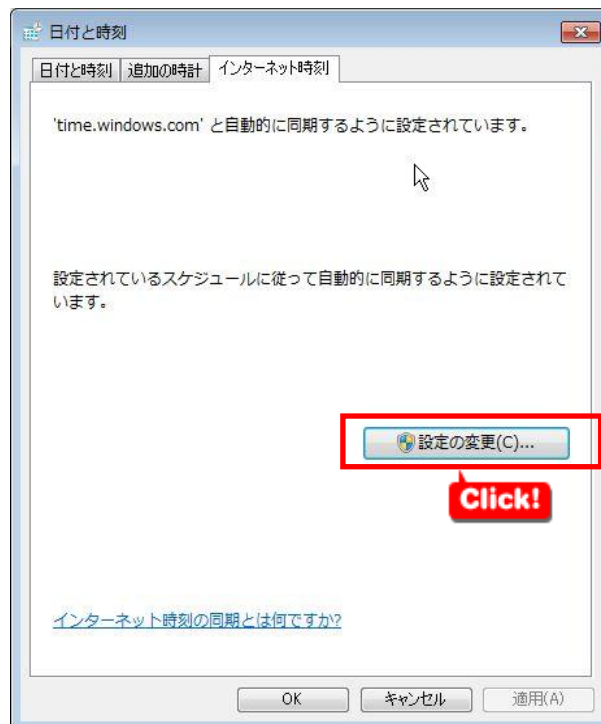 日付と時刻
日付と時刻 追加の時計 インターネット時刻
'time.windows.com' と自動的に同期するように設定されています。
設定されているスケジュールに従って自動的に同期するように設定されて
います。
設定の変更(C)...
Click!
インターネット時刻の同期とは何ですか?
OK キャンセル 適用(A)